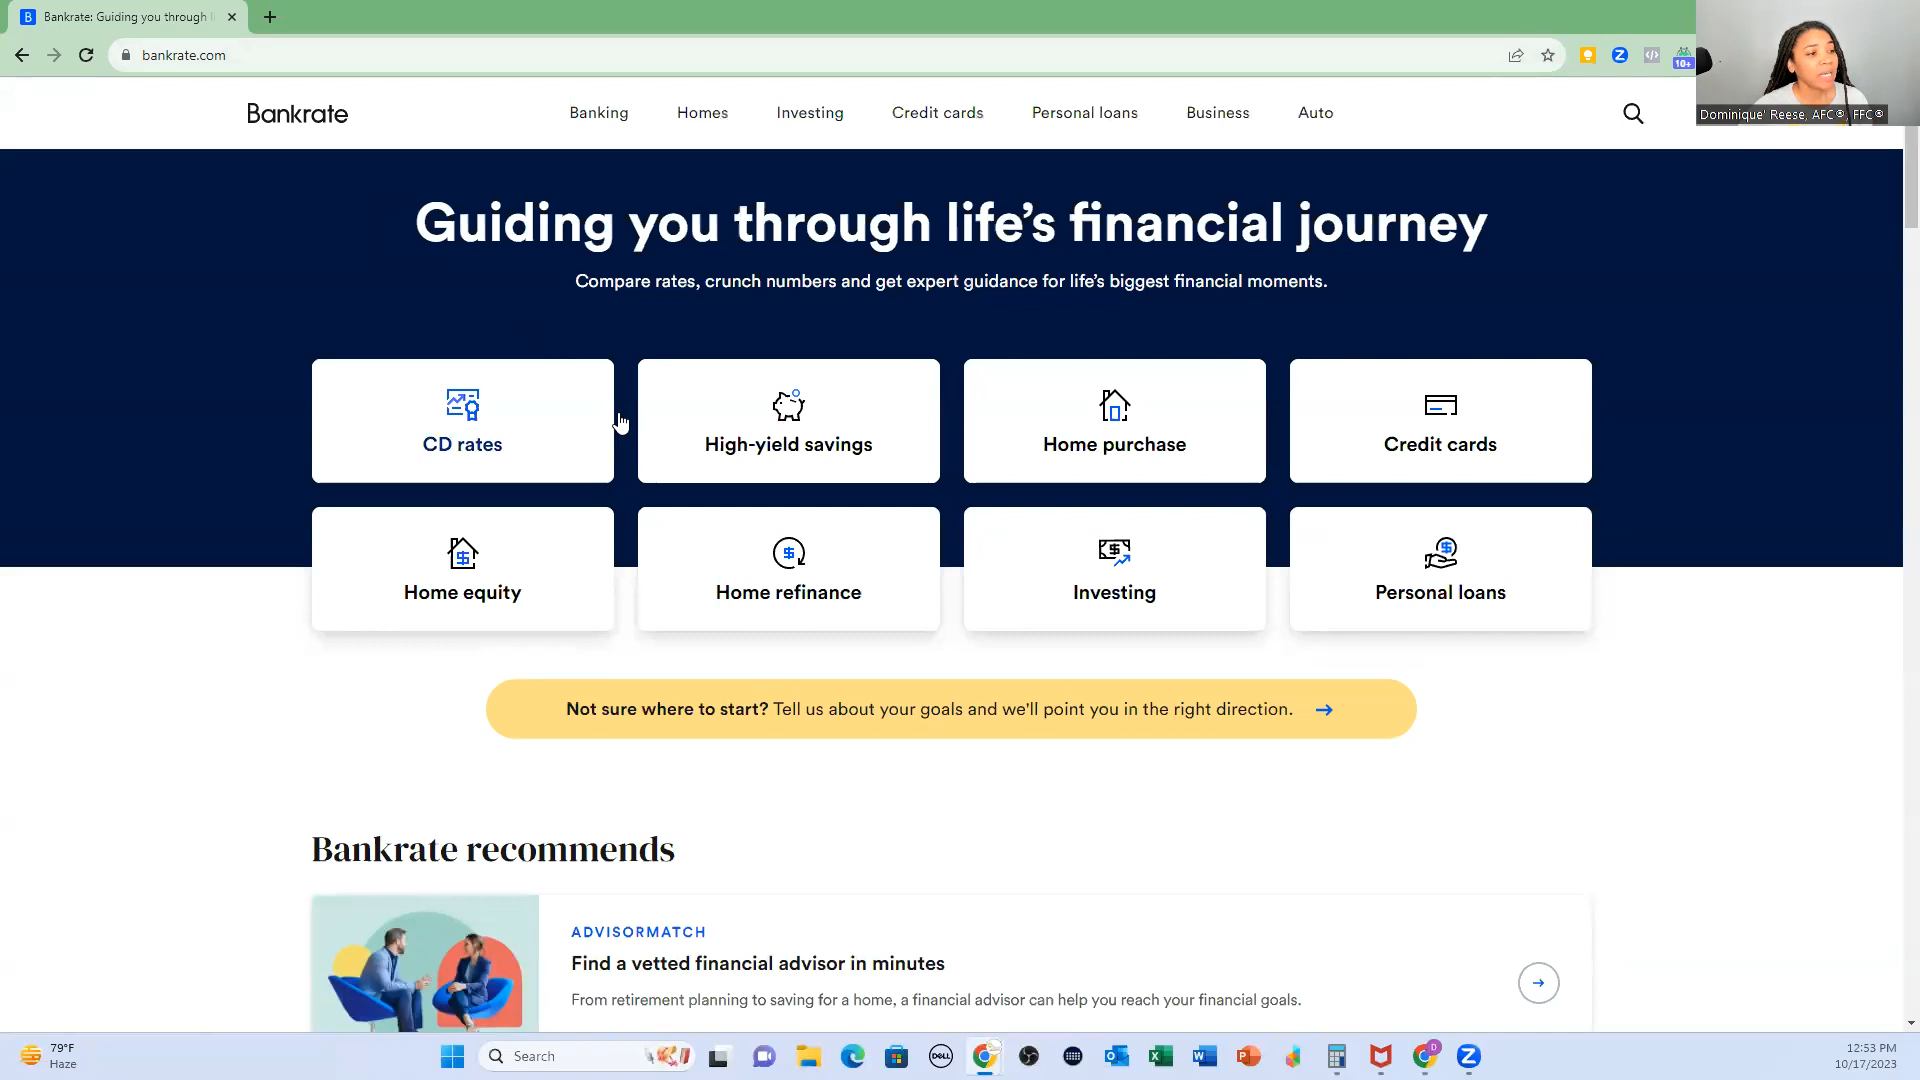 Bankrate: Guiding you through l
bankrate.com
10+
Dominique' Reese, AFC®, FFC®
Bankrate
Banking
Homes
Investing
Credit cards
Personal loans
Business
Auto
Guiding you through life’s financial journey
Compare rates, crunch numbers and get expert guidance for life’s biggest financial moments.
CD rates
High-yield savings
Home purchase
Credit cards
Home equity
Home refinance
Investing
Personal loans
Not sure where to start? Tell us about your goals and we'll point you in the right direction.
Bankrate recommends
ADVISORMATCH
Find a vetted financial advisor in minutes
From retirement planning to saving for a home, a financial advisor can help you reach your financial goals.
79°F
Haze
Search
DELL
12:53 PM
10/17/2023